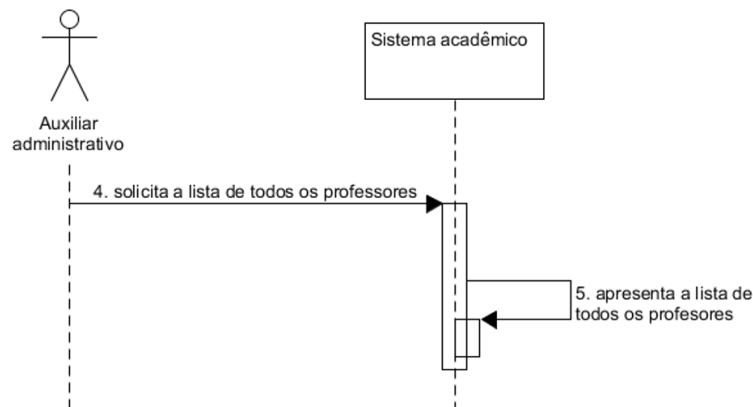 Sistema acadêmico
Auxiliar
administrativo
4. solicita a lista de todos os professores
5. apresenta a lista de
todos os profesores